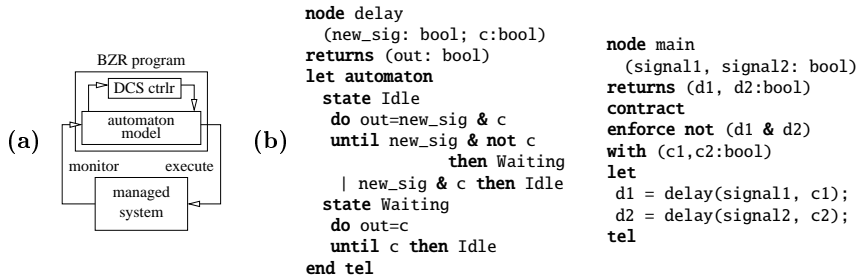 (a)
BZR program
DCS ctrlr
automaton
model
monitor execute
managed
system
(b)
node delay
(new_sig: bool; c:bool)
returns (out: bool)
let automaton
state Idle
do out=new_sig & c
until new_sig & not c
then Waiting
| new_sig & c then Idle
state Waiting
do out=c
until c then Idle
end tel
node main
(signal1, signal2: bool)
returns (d1, d2:bool)
contract
enforce not (d1 & d2)
with (c1,c2:bool)
let
d1 = delay(signal1, c1);
d2 = delay(signal2, c2);
tel